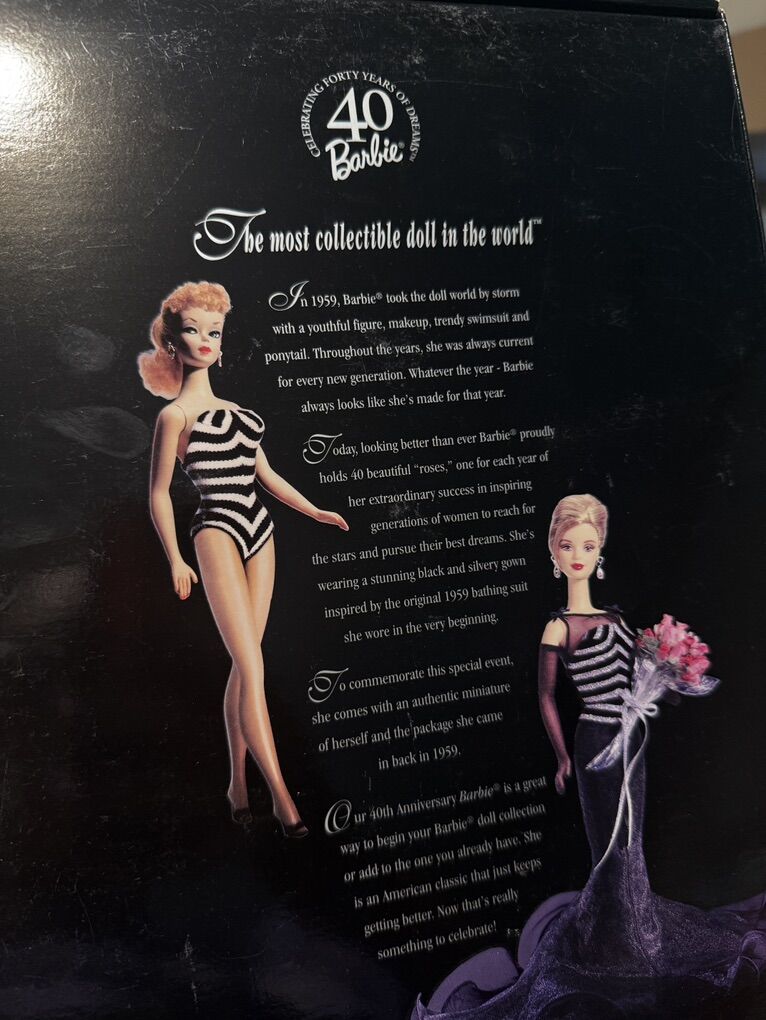 CELEBRATING FORTY YEARS OF DREAMS™
40
Barbie®
The most collectible doll in the world™
In 1959, Barbie® took the doll world by storm
with a youthful figure, makeup, trendy swimsuit and
ponytail. Throughout the years, she was always current
for every new generation. Whatever the year - Barbie
always looks like she's made for that year.
Today, looking better than ever Barbie® proudly
holds 40 beautiful “roses,” one for each year of
her extraordinary success in inspiring
generations of women to reach for
the stars and pursue their best dreams. She's
wearing a stunning black and silvery gown
inspired by the original 1959 bathing suit
she wore in the very beginning.
To commemorate this special event,
she comes with an authentic miniature
of herself and the package she came
in back in 1959.
Our 40th Anniversary Barbie® is a great
way to begin your Barbie® doll collection
or add to the one you already have. She
is an American classic that just keeps
getting better. Now that's really
something to celebrate!